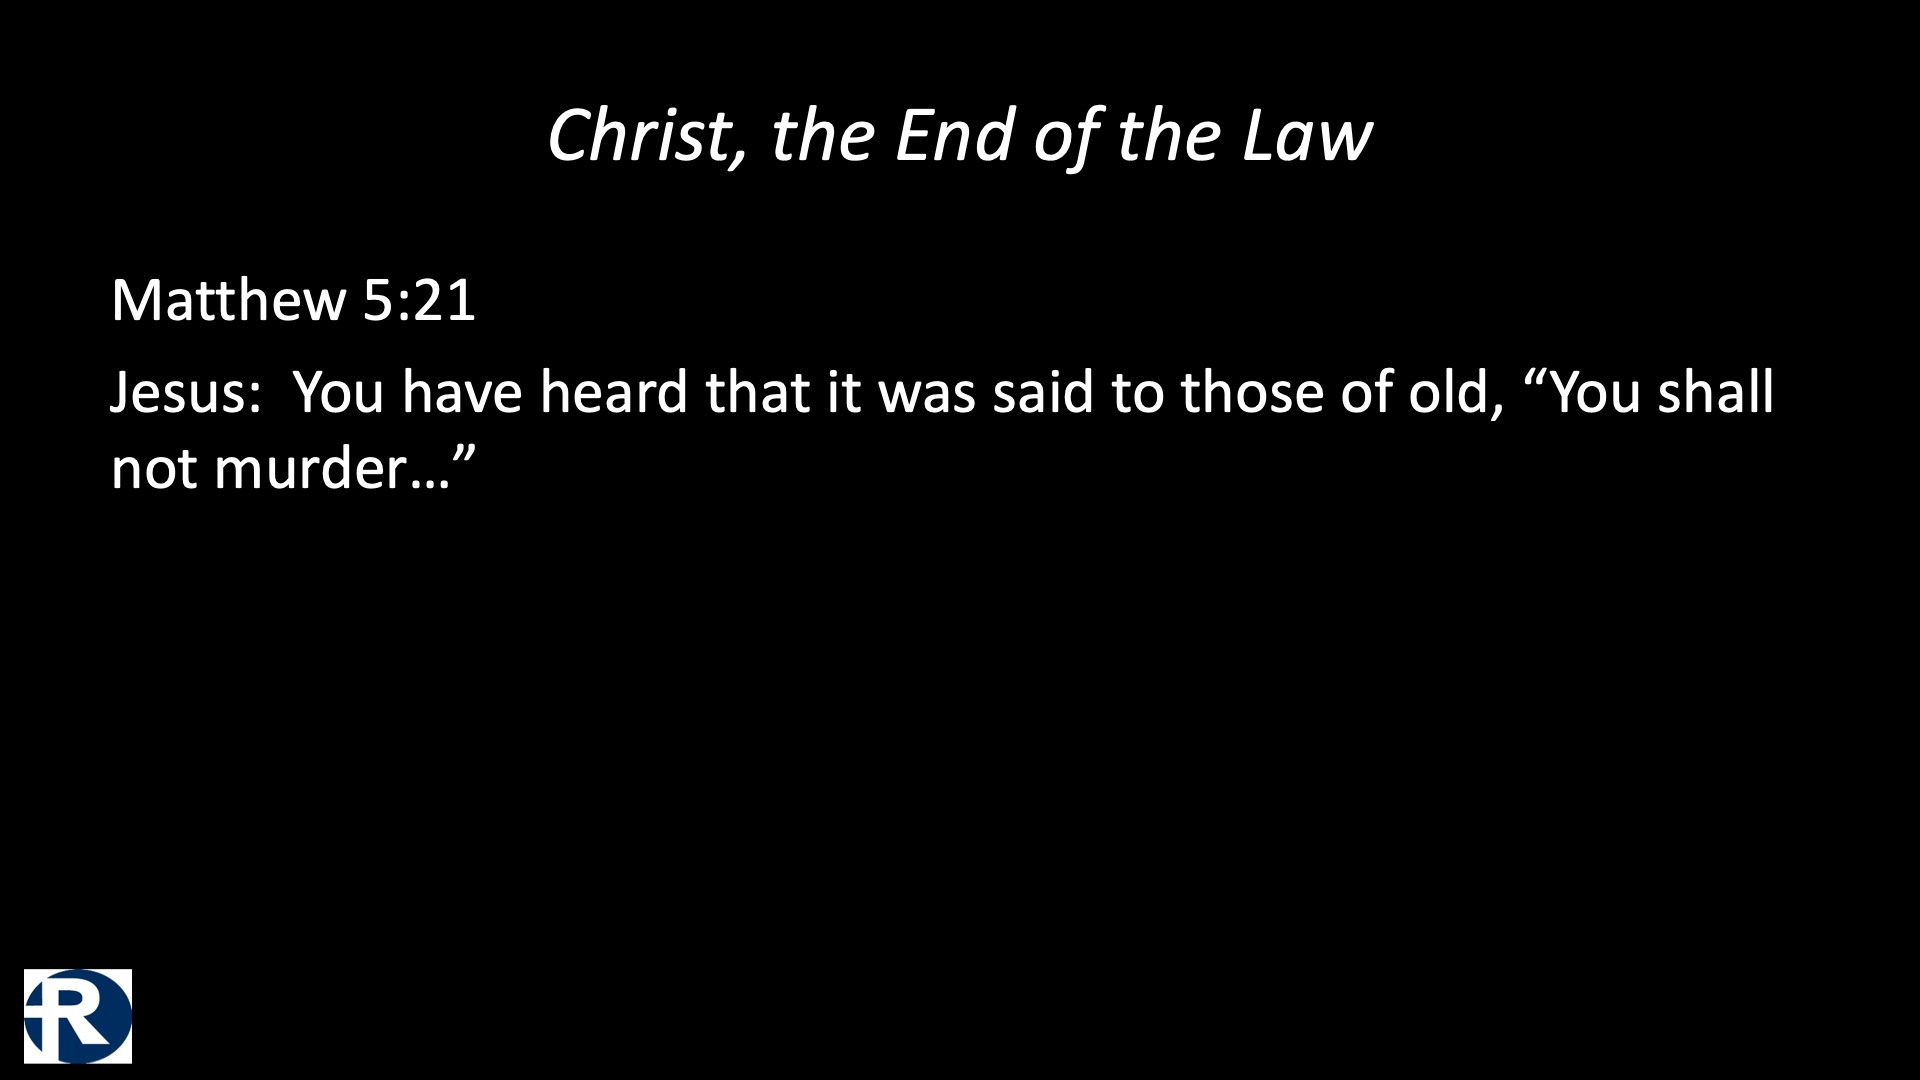 Christ, the End of the Law
Matthew 5:21
Jesus:  You have heard that it was said to those of old, “You shall
not murder…”
R